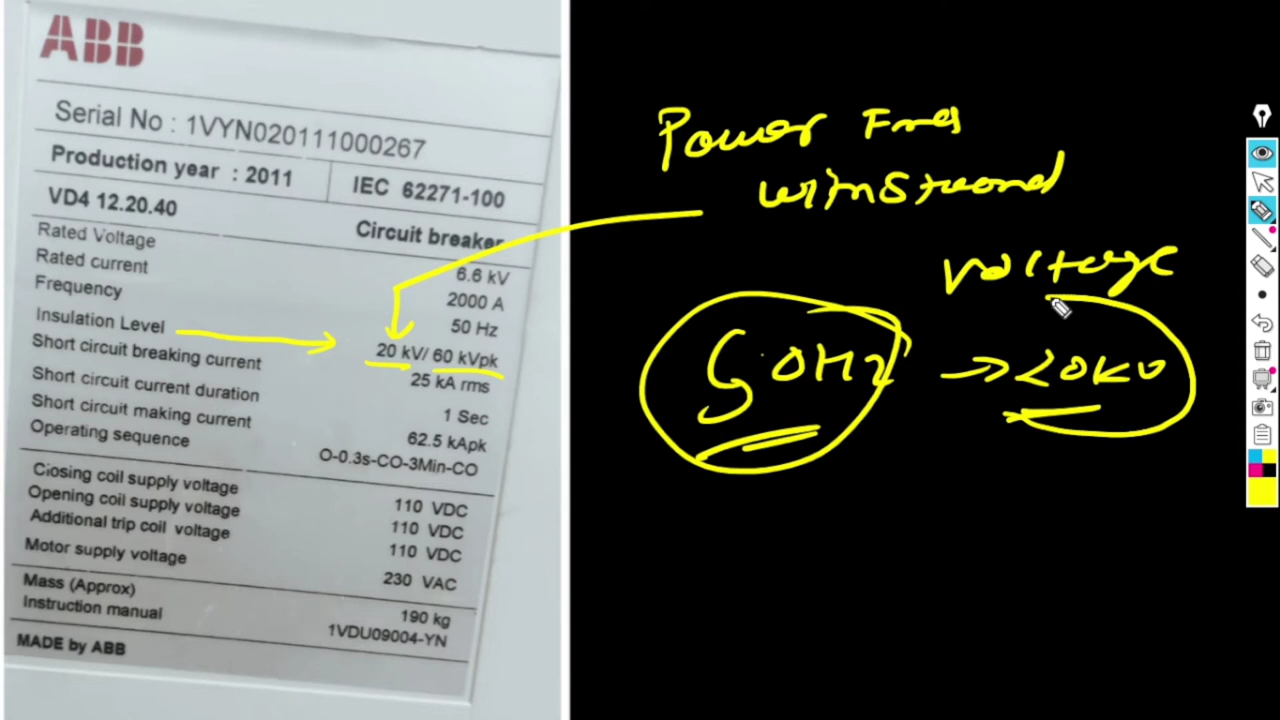 ABB
Serial No : 1VYN020111000267
Production year : 2011 IEC 62271-100
VD4 12.20.40 Circuit breaker
Rated Voltage 6.6 kV
Rated current 2000 A
Frequency 50 Hz
Insulation Level 20 kV/ 60 kVpk
Short circuit breaking current 25 kA rms
Short circuit current duration 1 Sec
Short circuit making current 62.5 kApk
Operating sequence O-0.3s-CO-3Min-CO
Closing coil supply voltage 110 VDC
Opening coil supply voltage 110 VDC
Additional trip coil voltage 110 VDC
Motor supply voltage 230 VAC
Mass (Approx) 190 kg
Instruction manual 1VDU09004-YN
MADE by ABB
Power
voltage
50Hz → 20kv